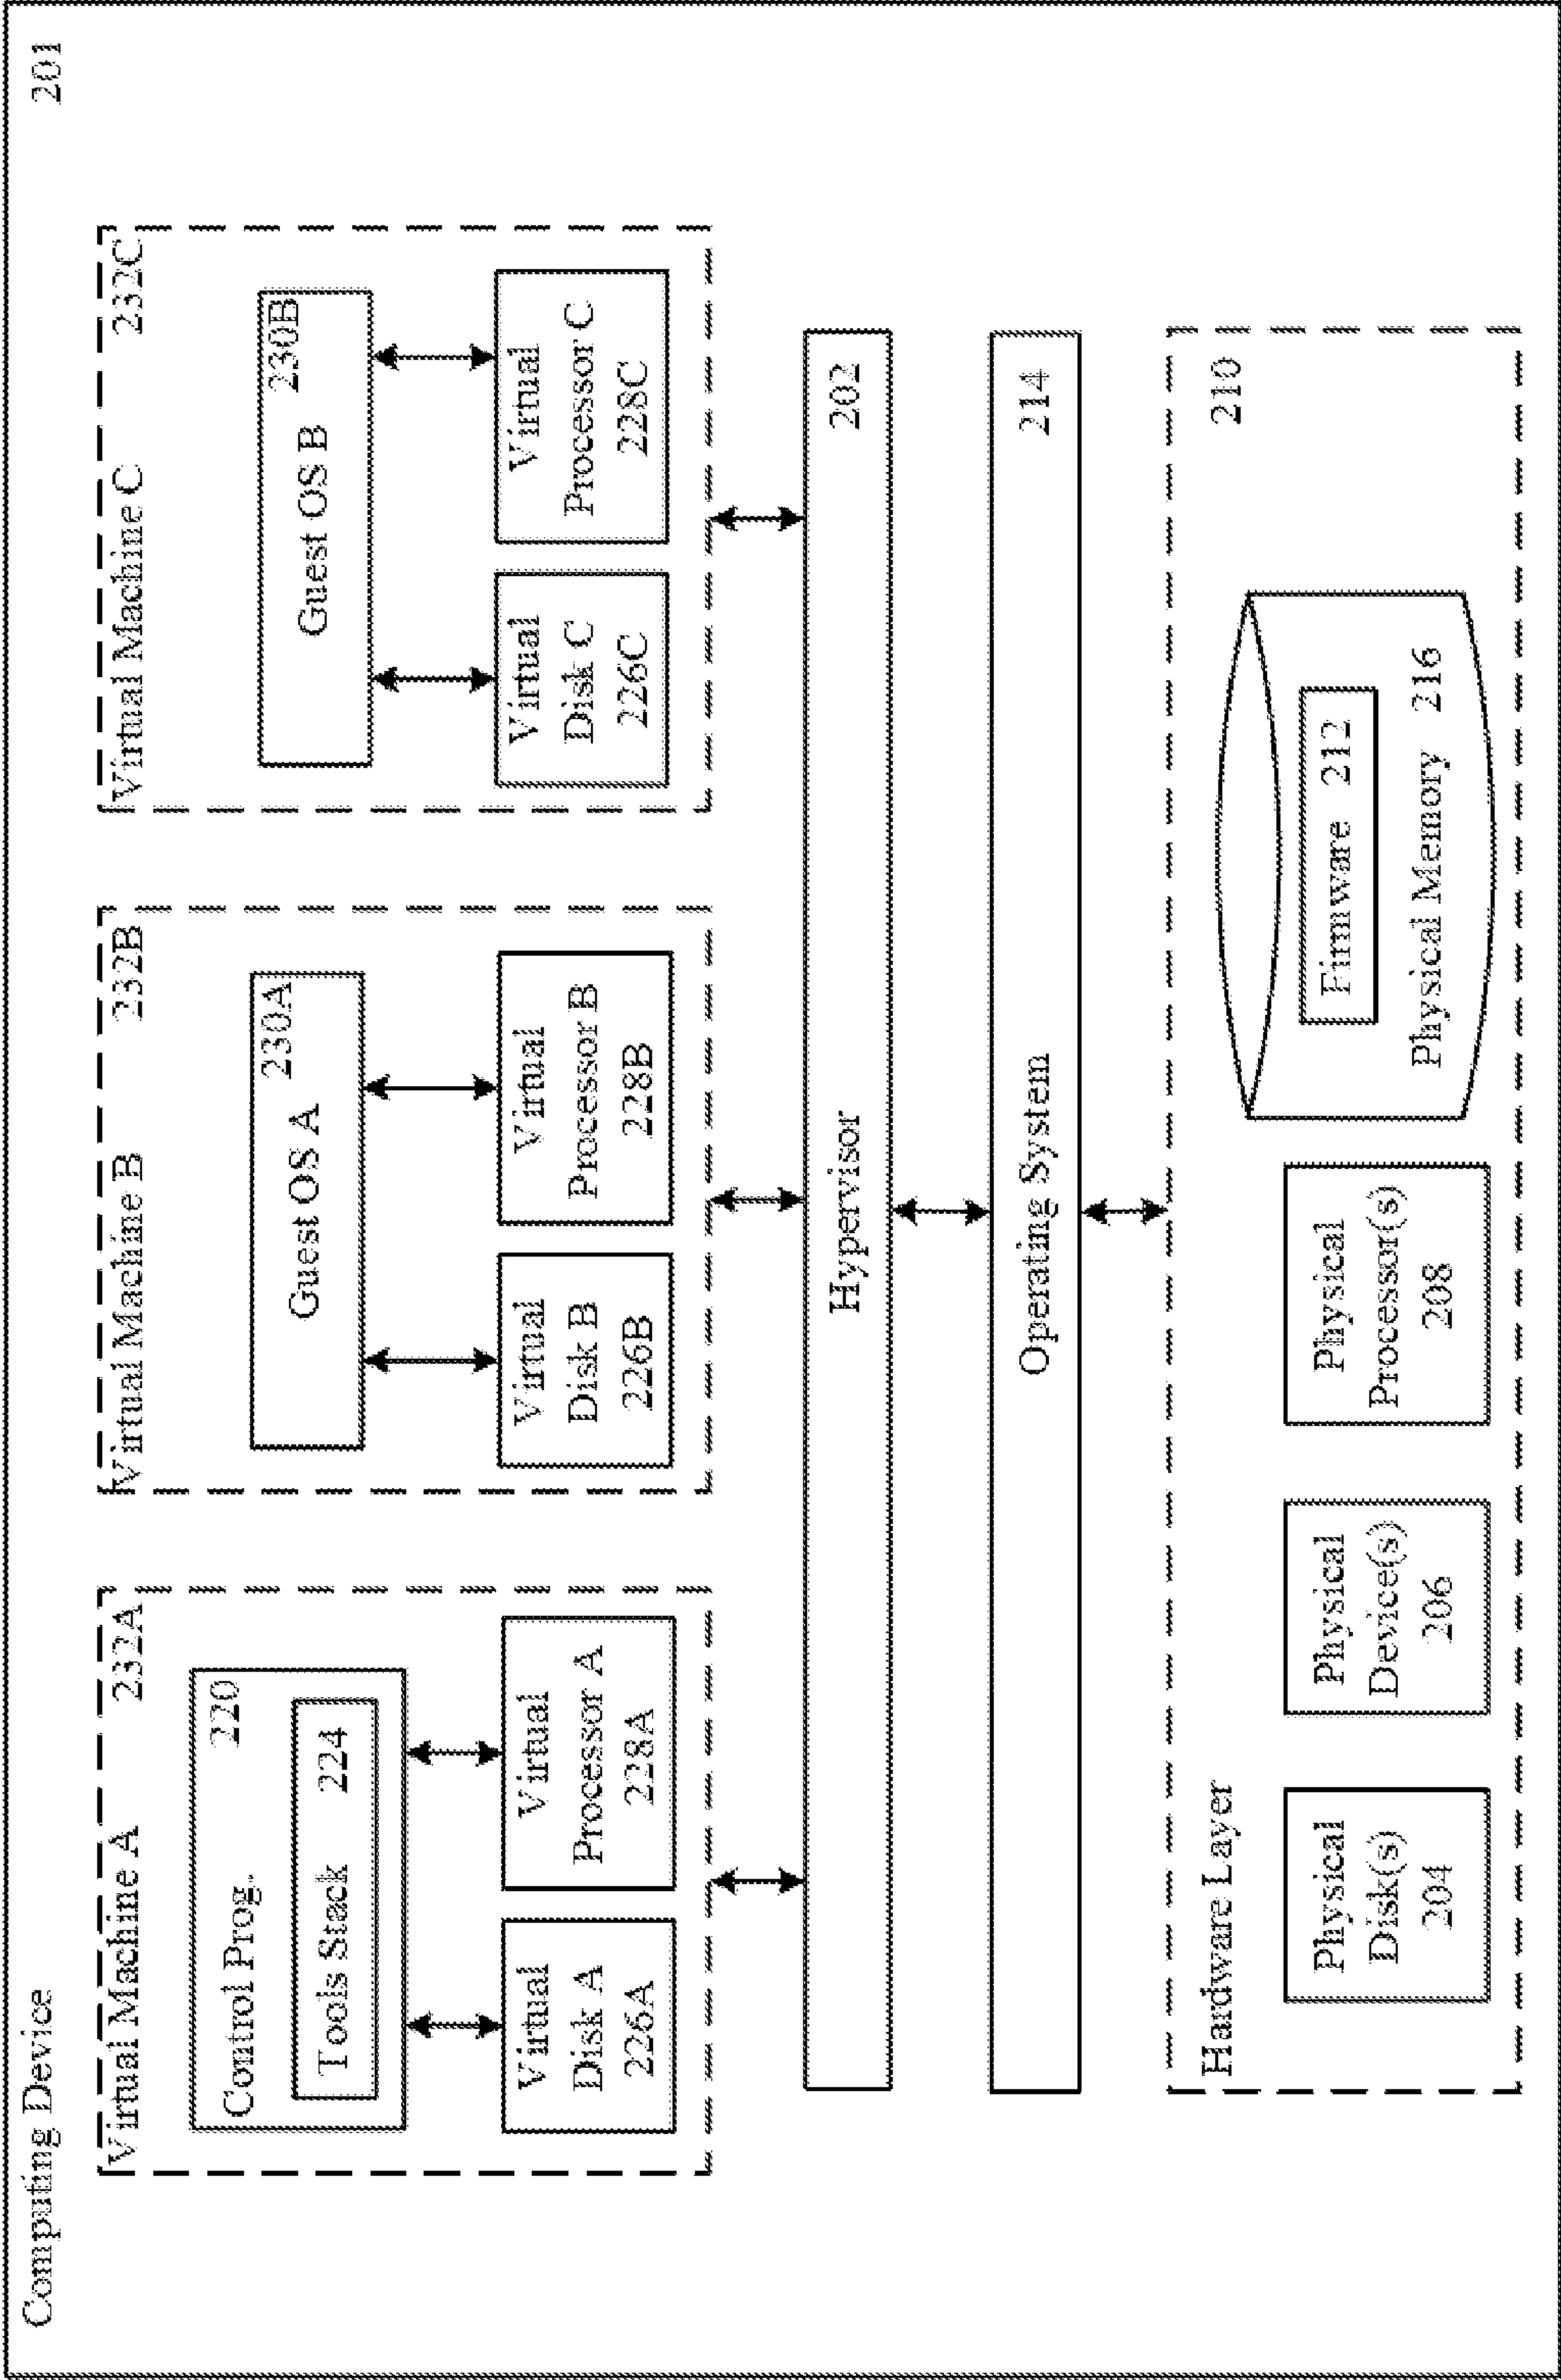 Computing Device 201
Virtual Machine A 232A
Control Prog. 220
Tools Stack 224
Virtual
Disk A
226A
Virtual
Processor A
228A
Virtual Machine B 232B
230A
Guest OS A
Virtual
Disk B
226B
Virtual
Processor B
228B
Virtual Machine C 232C
230B
Guest OS B
Virtual
Disk C
226C
Virtual
Processor C
228C
Hypervisor 202
Operating System 214
Hardware Layer 210
Physical
Disk(s)
204
Physical
Device(s)
206
Physical
Processor(s)
208
Firmware 212
Physical Memory 216